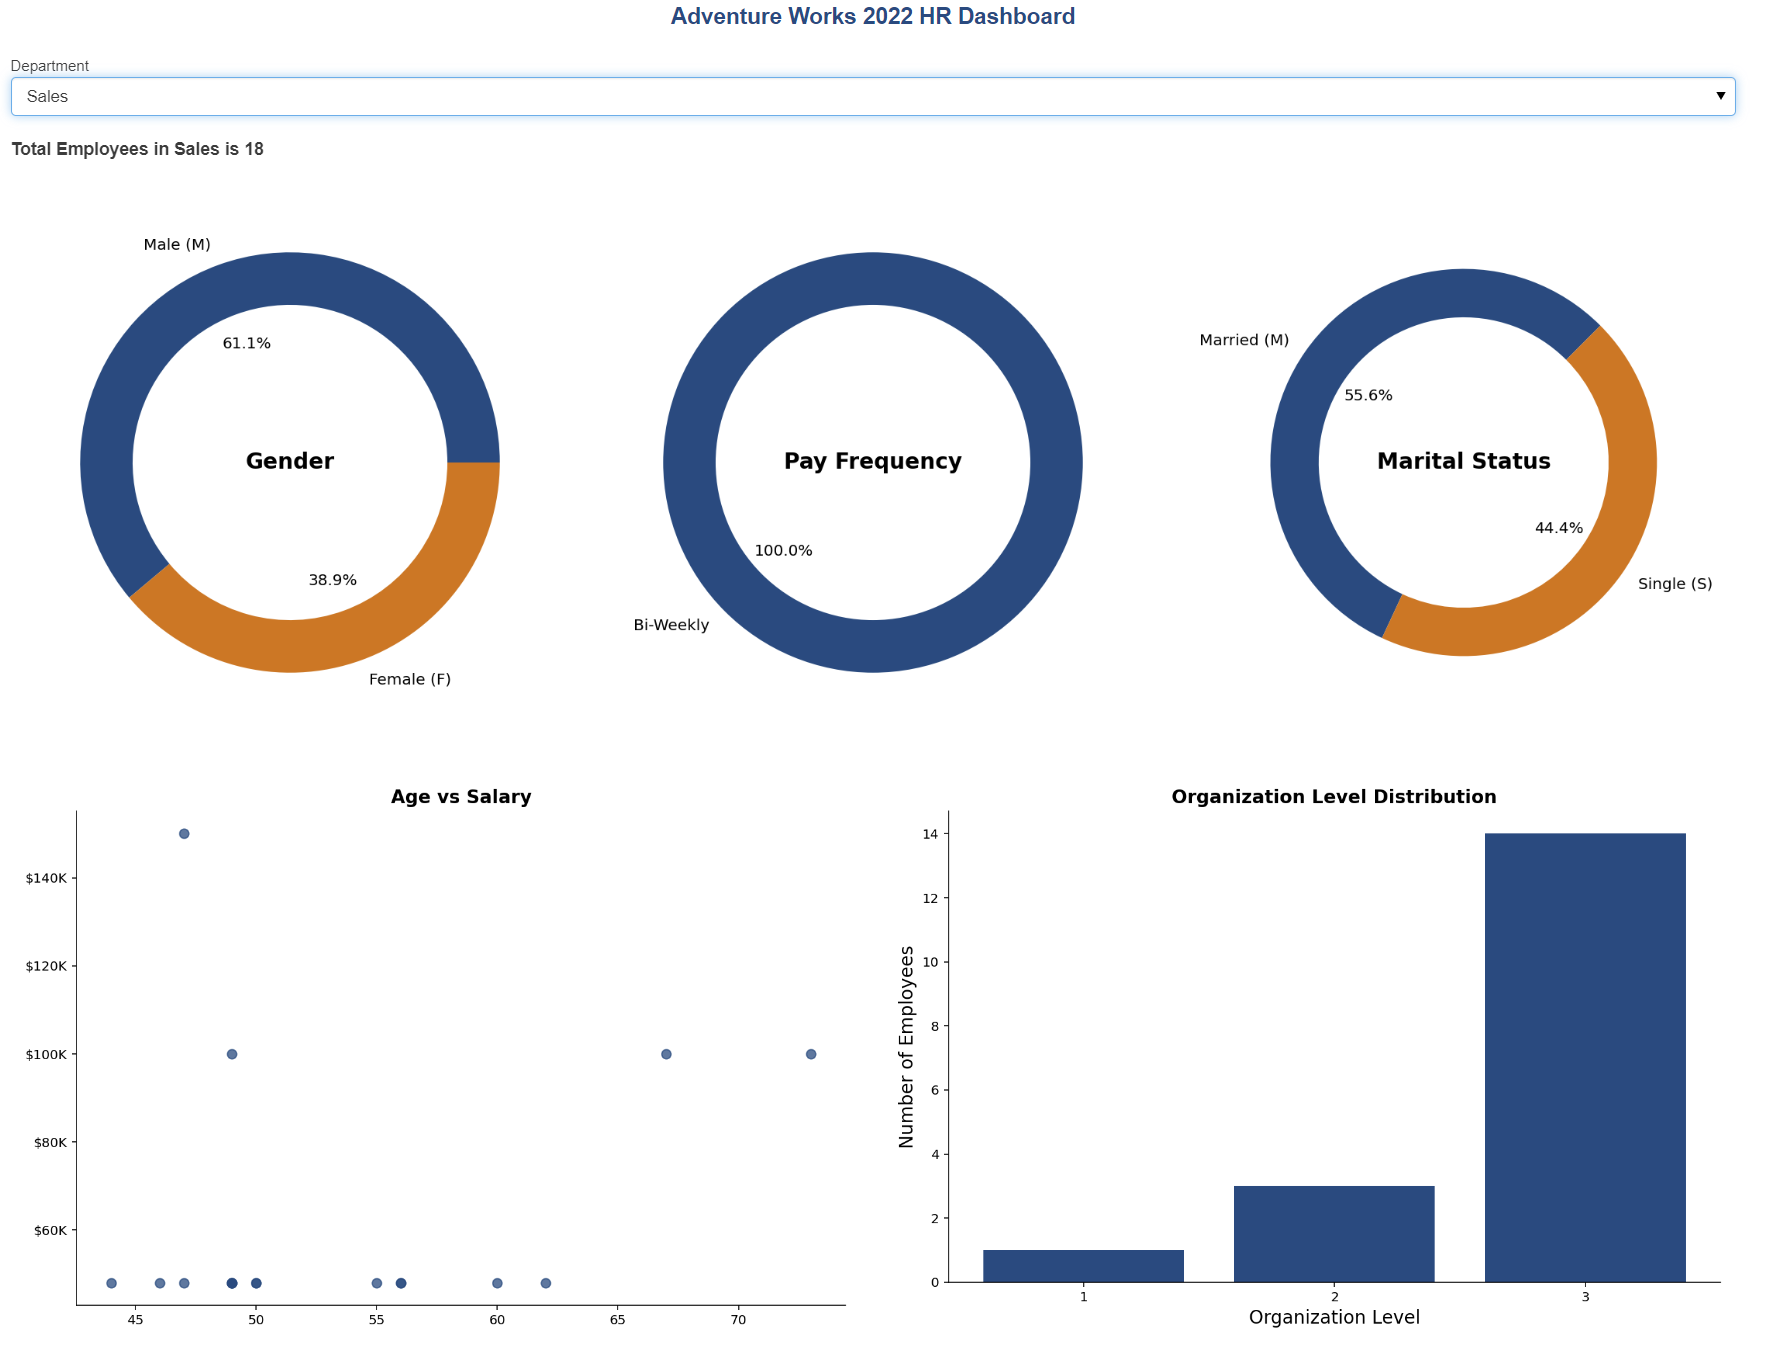 Adventure Works 2022 HR Dashboard
Department
Sales
Total Employees in Sales is 18
Male (M)
61.1%
Gender
38.9%
Female (F)
Pay Frequency
100.0%
Bi-Weekly
Married (M)
55.6%
Marital Status
44.4%
Single (S)
Age vs Salary
$140K
$120K
$100K
$80K
$60K
45 50 55 60 65 70
Organization Level Distribution
Number of Employees
14
12
10
8
6
4
2
0
1 2 3
Organization Level